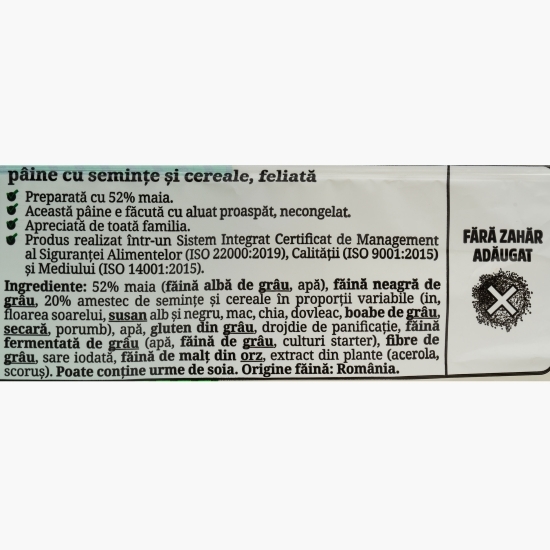 pâine cu semințe și cereale, feliată
Preparată cu 52% maia.
Această pâine e făcută cu aluat proaspăt, necongelat.
Apreciată de toată familia.
Produs realizat într-un Sistem Integrat Certificat de Management
al Siguranței Alimentelor (ISO 22000:2019), Calității (ISO 9001:2015)
și Mediului (ISO 14001:2015).
Ingrediente: 52% maia (făină albă de grâu, apă), făină neagră de
grâu, 20% amestec de semințe și cereale în proporții variabile (in,
floarea soarelui, susan alb și negru, mac, chia, dovleac, boabe de grâu,
secară, porumb), apă, gluten din grâu, drojdie de panificație, făină
fermentată de grâu (apă, făină de grâu, culturi starter), fibre de
grâu, sare iodată, făină de malț din orz, extract din plante (acerola,
scoruș). Poate conține urme de soia. Origine făină: România.
FĂRĂ ZAHĂR
ADĂUGAT